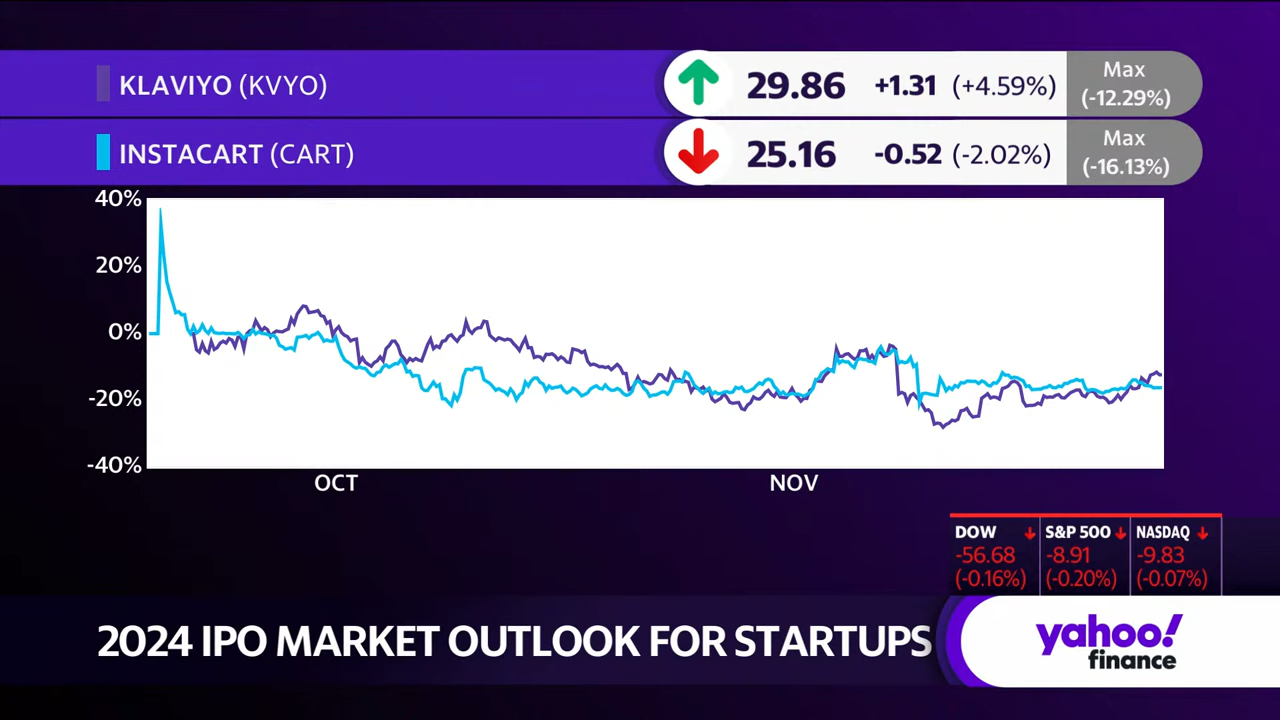 KLAVIYO (KVYO) 29.86 +1.31 (+4.59%) Max
(-12.29%)
INSTACART (CART) 25.16 -0.52 (-2.02%) Max
(-16.13%)
40%
20%
0%
-20%
-40%
OCT NOV
DOW S&P 500 NASDAQ
-56.68 -8.91 -9.83
(-0.16%) (-0.20%) (-0.07%)
2024 IPO MARKET OUTLOOK FOR STARTUPS
yahoo!
finance